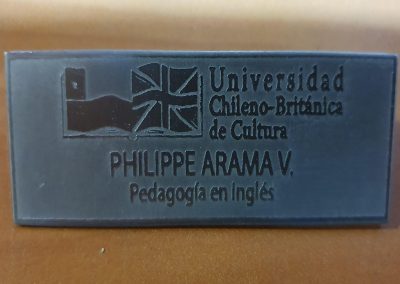 Universidad
Chileno-Británica
de Cultura
PHILIPPE ARAMA V.
Pedagogía en Inglés